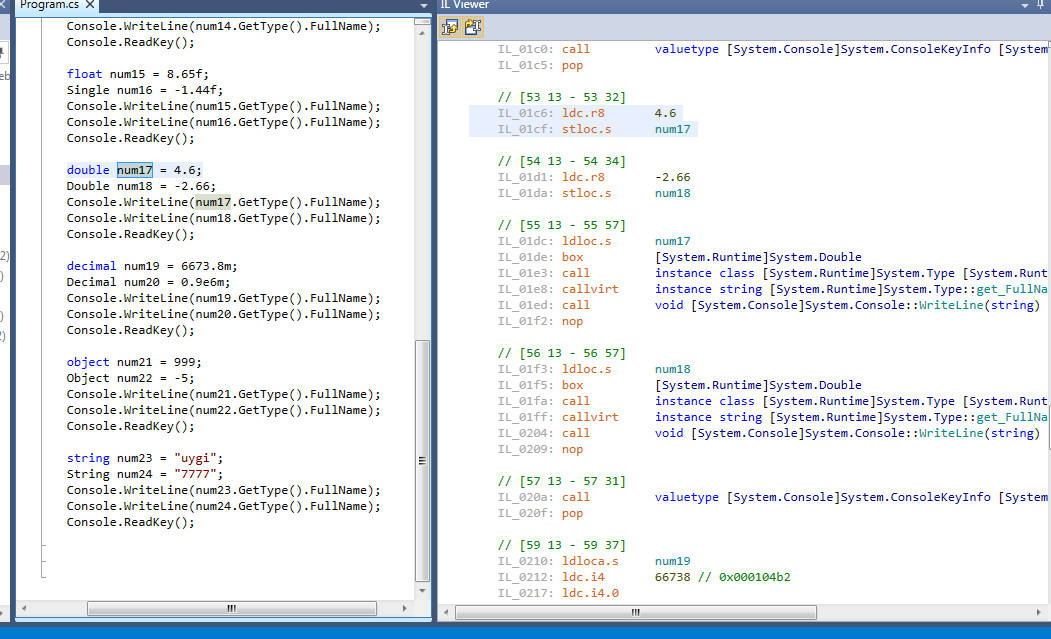 Program.cs
Console.WriteLine(num14.GetType().FullName);
Console.ReadKey();
float num15 = 8.65f;
Single num16 = -1.44f;
Console.WriteLine(num15.GetType().FullName);
Console.WriteLine(num16.GetType().FullName);
Console.ReadKey();
double num17 = 4.6;
Double num18 = -2.66;
Console.WriteLine(num17.GetType().FullName);
Console.WriteLine(num18.GetType().FullName);
Console.ReadKey();
decimal num19 = 6673.8m;
Decimal num20 = 0.9e6m;
Console.WriteLine(num19.GetType().FullName);
Console.WriteLine(num20.GetType().FullName);
Console.ReadKey();
object num21 = 999;
Object num22 = -5;
Console.WriteLine(num21.GetType().FullName);
Console.WriteLine(num22.GetType().FullName);
Console.ReadKey();
string num23 = "uygi";
String num24 = "7777";
Console.WriteLine(num23.GetType().FullName);
Console.WriteLine(num24.GetType().FullName);
Console.ReadKey();
IL Viewer
IL_01c0: call valuetype [System.Console]System.ConsoleKeyInfo [System
IL_01c5: pop
// [53 13 - 53 32]
IL_01c6: ldc.r8 4.6
IL_01cf: stloc.s num17
// [54 13 - 54 34]
IL_01d1: ldc.r8 -2.66
IL_01da: stloc.s num18
// [55 13 - 55 57]
IL_01dc: ldloc.s num17
IL_01de: box [System.Runtime]System.Double
IL_01e3: call instance class [System.Runtime]System.Type [System.Runt
IL_01e8: callvirt instance string [System.Runtime]System.Type::get_FullNa
IL_01ed: call void [System.Console]System.Console::WriteLine(string)
IL_01f2: nop
// [56 13 - 56 57]
IL_01f3: ldloc.s num18
IL_01f5: box [System.Runtime]System.Double
IL_01fa: call instance class [System.Runtime]System.Type [System.Runt
IL_01ff: callvirt instance string [System.Runtime]System.Type::get_FullNa
IL_0204: call void [System.Console]System.Console::WriteLine(string)
IL_0209: nop
// [57 13 - 57 31]
IL_020a: call valuetype [System.Console]System.ConsoleKeyInfo [System
IL_020f: pop
// [59 13 - 59 37]
IL_0210: ldloca.s num19
IL_0212: ldc.i4 66738 // 0x000104b2
IL_0217: ldc.i4.0